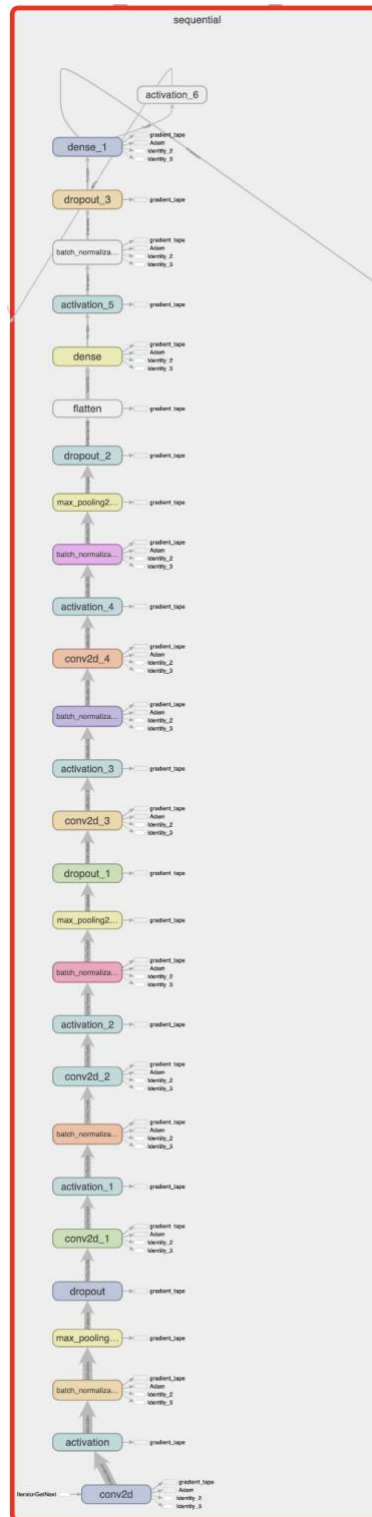 sequential
activation_6
dense_1
gradient_tape
Adam
Identity_2
Identity_3
dropout_3
gradient_tape
batch_normaliza...
gradient_tape
Adam
Identity_2
Identity_3
activation_5
gradient_tape
dense
gradient_tape
Adam
Identity_2
Identity_3
flatten
gradient_tape
dropout_2
gradient_tape
max_pooling2...
gradient_tape
batch_normaliza...
gradient_tape
Adam
Identity_2
Identity_3
activation_4
gradient_tape
conv2d_4
gradient_tape
Adam
Identity_2
Identity_3
batch_normaliza...
gradient_tape
Adam
Identity_2
Identity_3
activation_3
gradient_tape
conv2d_3
gradient_tape
Adam
Identity_2
Identity_3
dropout_1
gradient_tape
max_pooling2...
gradient_tape
batch_normaliza...
gradient_tape
Adam
Identity_2
Identity_3
activation_2
gradient_tape
conv2d_2
gradient_tape
Adam
Identity_2
Identity_3
batch_normaliza...
gradient_tape
Adam
Identity_2
Identity_3
activation_1
gradient_tape
conv2d_1
gradient_tape
Adam
Identity_2
Identity_3
dropout
gradient_tape
max_pooling...
gradient_tape
batch_normaliza...
gradient_tape
Adam
Identity_2
Identity_3
activation
gradient_tape
IteratorGetNext
conv2d
gradient_tape
Adam
Identity_2
Identity_3